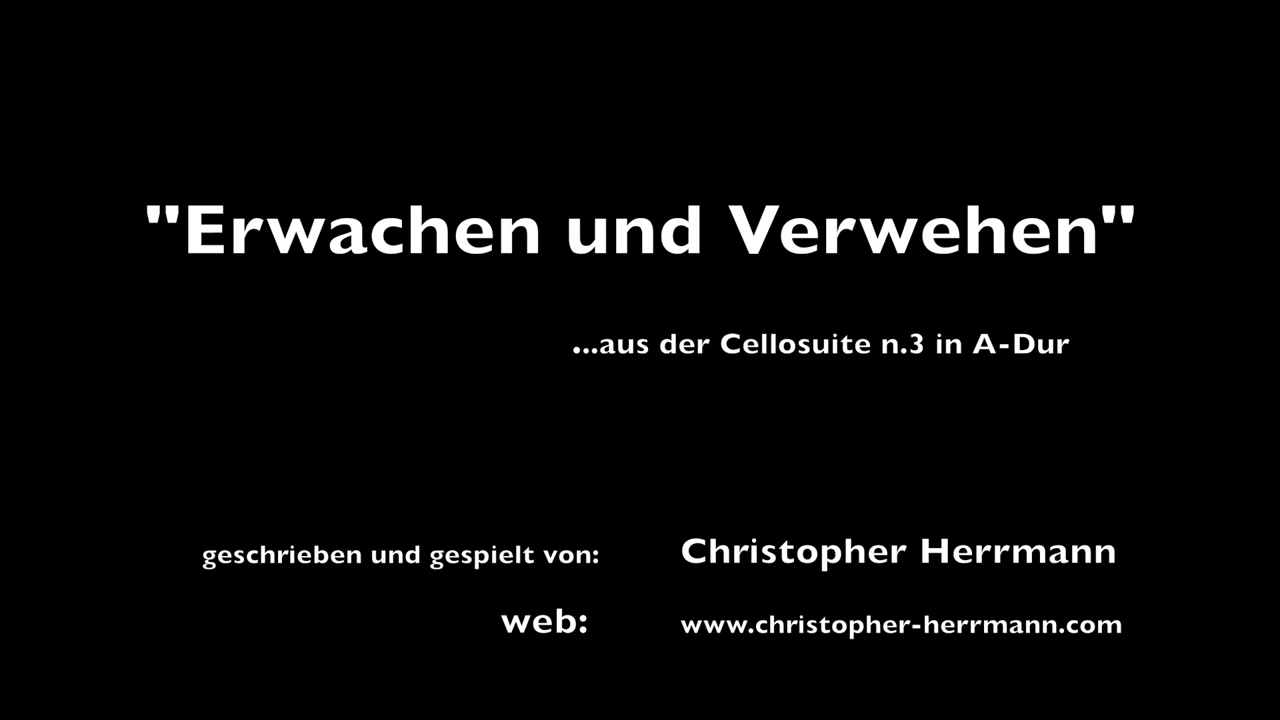 "Erwachen und Verwehen"
...aus der Cellosuite n.3 in A-Dur
geschrieben und gespielt von: Christopher Herrmann
web: www.christopher-herrmann.com